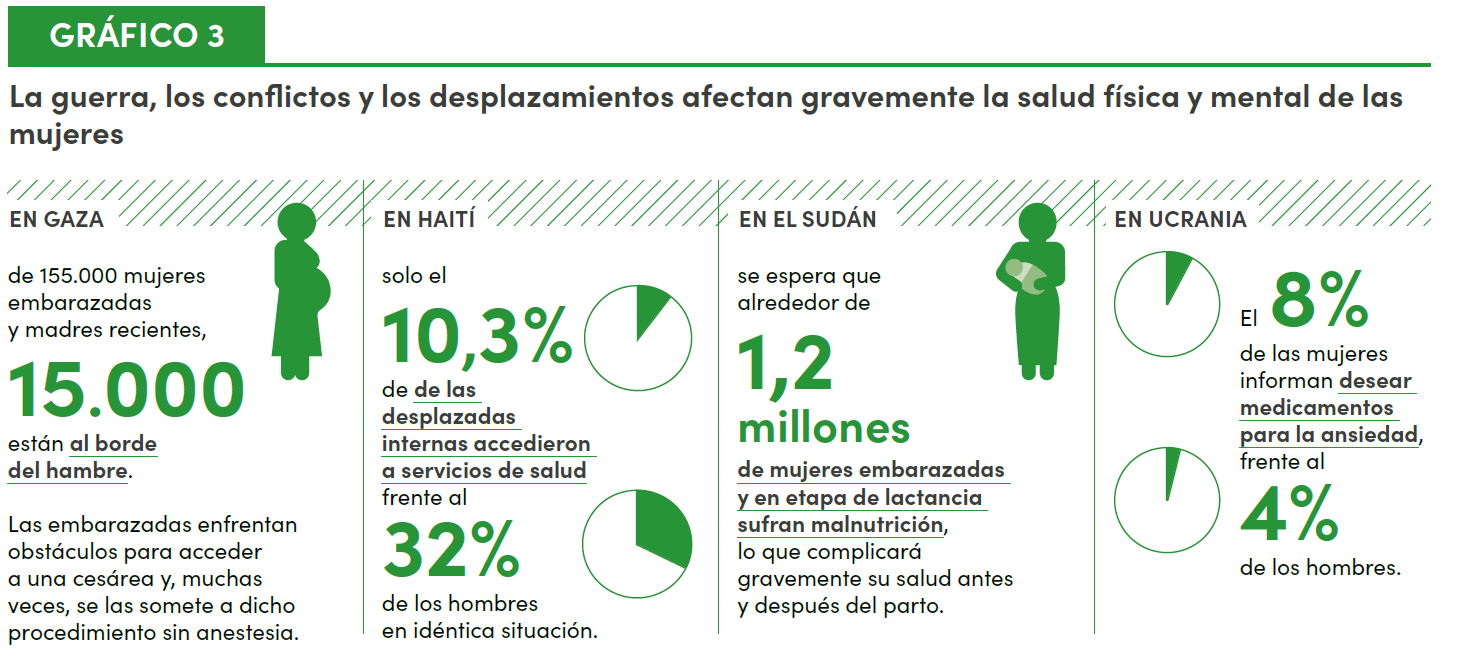 GRÁFICO 3
La guerra, los conflictos y los desplazamientos afectan gravemente la salud física y mental de las
mujeres
EN GAZA
de 155.000 mujeres
embarazadas
y madres recientes,
15.000
están al borde
del hambre.
Las embarazadas enfrentan
obstáculos para acceder
a una cesárea y, muchas
veces, se las somete a dicho
procedimiento sin anestesia.
EN HAITÍ
solo el
10,3%
de de las
desplazadas
internas accedieron
a servicios de salud
frente al
32%
de los hombres
en idéntica situación.
EN EL SUDÁN
se espera que
alrededor de
1,2
millones
de mujeres embarazadas
y en etapa de lactancia
sufran malnutrición,
lo que complicará
gravemente su salud antes
y después del parto.
EN UCRANIA
El 8%
de las mujeres
informan desear
medicamentos
para la ansiedad,
frente al
4%
de los hombres.